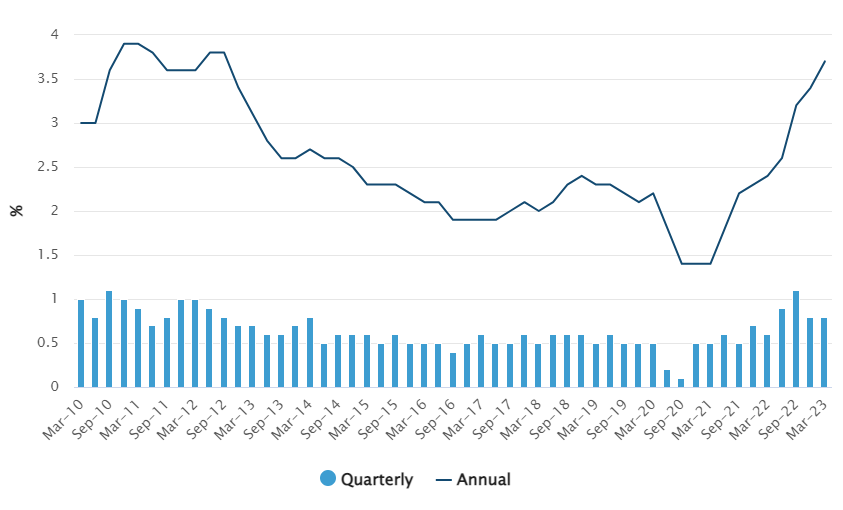 4
3.5
3
2.5
2
1.5
1
0.5
0
%
Mar-10
Sep-10
Mar-11
Sep-11
Mar-12
Sep-12
Mar-13
Sep-13
Mar-14
Sep-14
Mar-15
Sep-15
Mar-16
Sep-16
Mar-17
Sep-17
Mar-18
Sep-18
Mar-19
Sep-19
Mar-20
Sep-20
Mar-21
Sep-21
Mar-22
Sep-22
Mar-23
Quarterly Annual